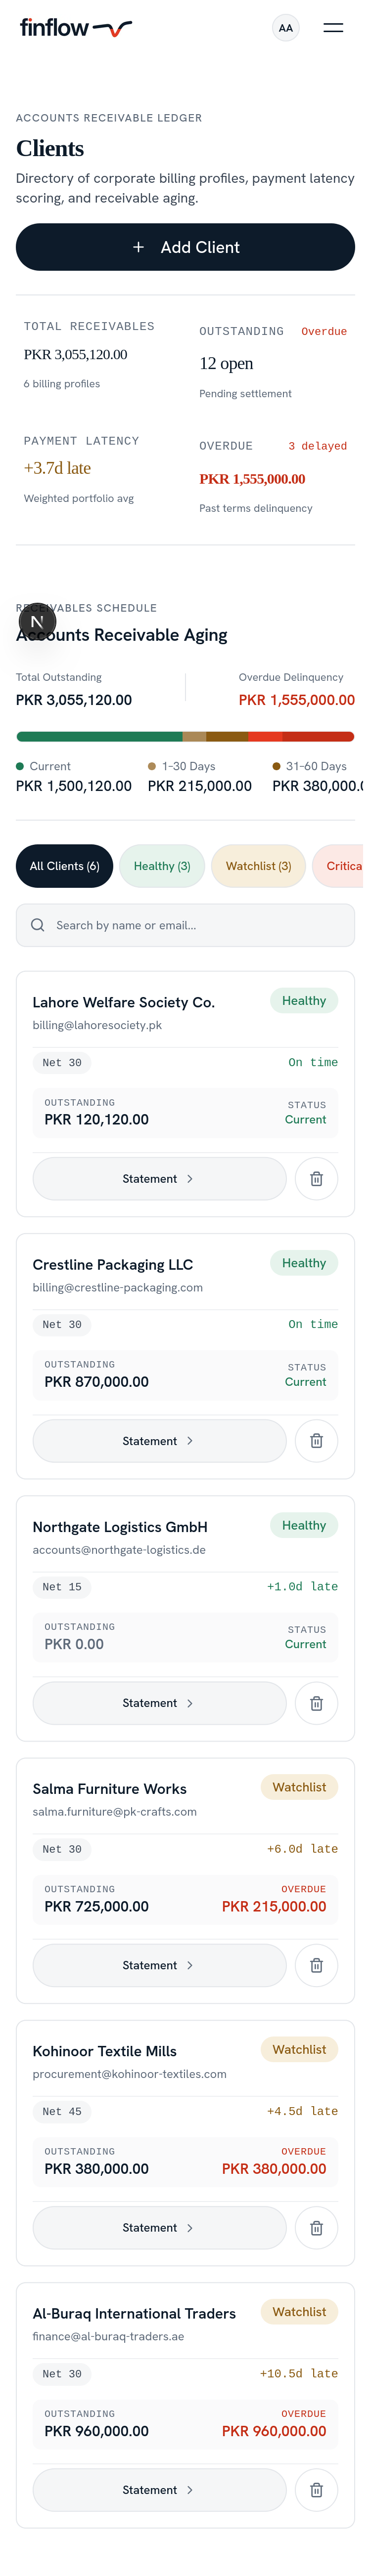 finflow
AA
ACCOUNTS RECEIVABLE LEDGER
Clients
Directory of corporate billing profiles, payment latency
scoring, and receivable aging.
+ Add Client
TOTAL RECEIVABLES
PKR 3,055,120.00
6 billing profiles
OUTSTANDING Overdue
12 open
Pending settlement
PAYMENT LATENCY
+3.7d late
Weighted portfolio avg
OVERDUE 3 delayed
PKR 1,555,000.00
Past terms delinquency
RECEIVABLES SCHEDULE
N
Accounts Receivable Aging
Total Outstanding
PKR 3,055,120.00
Overdue Delinquency
PKR 1,555,000.00
Current
PKR 1,500,120.00
1–30 Days
PKR 215,000.00
31–60 Days
PKR 380,000.0
All Clients (6) Healthy (3) Watchlist (3) Critica
Search by name or email...
Lahore Welfare Society Co. Healthy
billing@lahoresociety.pk
Net 30 On time
OUTSTANDING STATUS
PKR 120,120.00 Current
Statement
Crestline Packaging LLC Healthy
billing@crestline-packaging.com
Net 30 On time
OUTSTANDING STATUS
PKR 870,000.00 Current
Statement
Northgate Logistics GmbH Healthy
accounts@northgate-logistics.de
Net 15 +1.0d late
OUTSTANDING STATUS
PKR 0.00 Current
Statement
Salma Furniture Works Watchlist
salma.furniture@pk-crafts.com
Net 30 +6.0d late
OUTSTANDING OVERDUE
PKR 725,000.00 PKR 215,000.00
Statement
Kohinoor Textile Mills Watchlist
procurement@kohinoor-textiles.com
Net 45 +4.5d late
OUTSTANDING OVERDUE
PKR 380,000.00 PKR 380,000.00
Statement
Al-Buraq International Traders Watchlist
finance@al-buraq-traders.ae
Net 30 +10.5d late
OUTSTANDING OVERDUE
PKR 960,000.00 PKR 960,000.00
Statement